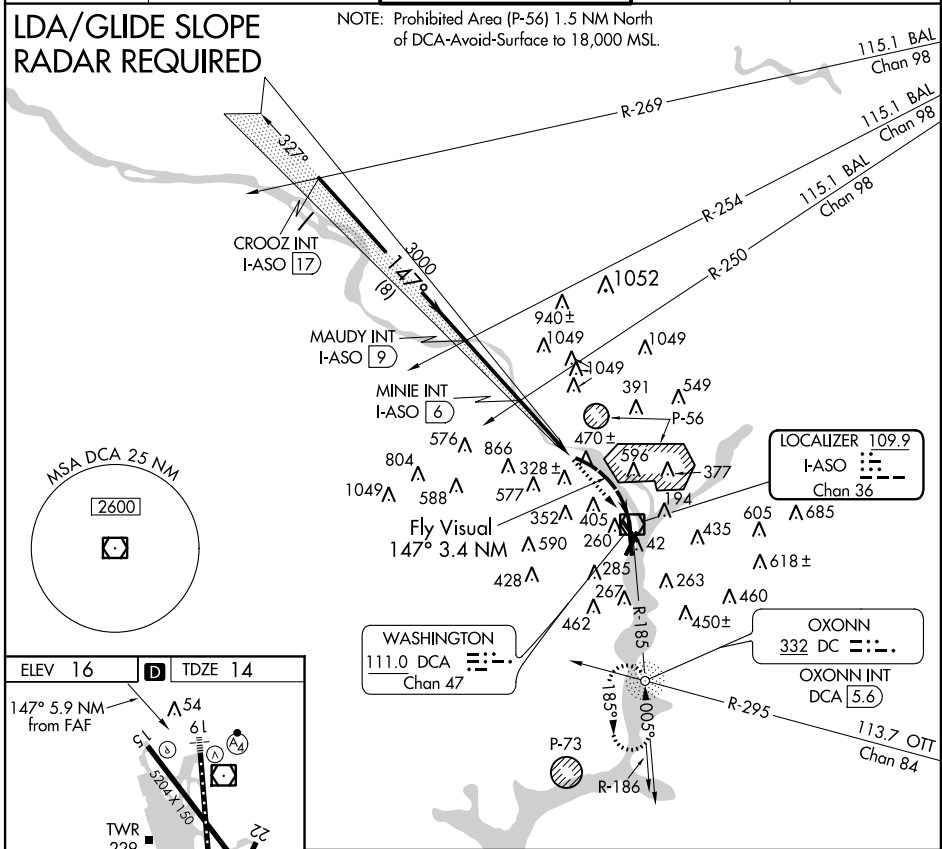 LDA/GLIDE SLOPE
RADAR REQUIRED
NOTE: Prohibited Area (P-56) 1.5 NM North
of DCA-Avoid-Surface to 18,000 MSL.
115.1 BAL
Chan 98
R-269
115.1 BAL
Chan 98
R-254
115.1 BAL
Chan 98
R-250
327°
CROOZ INT
I-ASO 17
3000
147°
(8)
MAUDY INT
I-ASO 9
MINIE INT
I-ASO 6
1052
940±
1049
1049
1049
391
549
P-56
470±
596
377
576
866
804
328±
1049
588
577
194
352
405
260
42
435
605
685
590
618±
428
285
263
267
462
460
450±
LOCALIZER 109.9
I-ASO
Chan 36
Fly Visual
147° 3.4 NM
MSA DCA 25 NM
2600
WASHINGTON
111.0 DCA
Chan 47
R-185
OXONN
332 DC
OXONN INT
DCA 5.6
R-295
113.7 OTT
Chan 84
185°
005°
R-186
P-73
ELEV 16
D
TDZE 14
147° 5.9 NM
from FAF
54
15
19
P
V
A4
5204 X 150
22
TWR
229